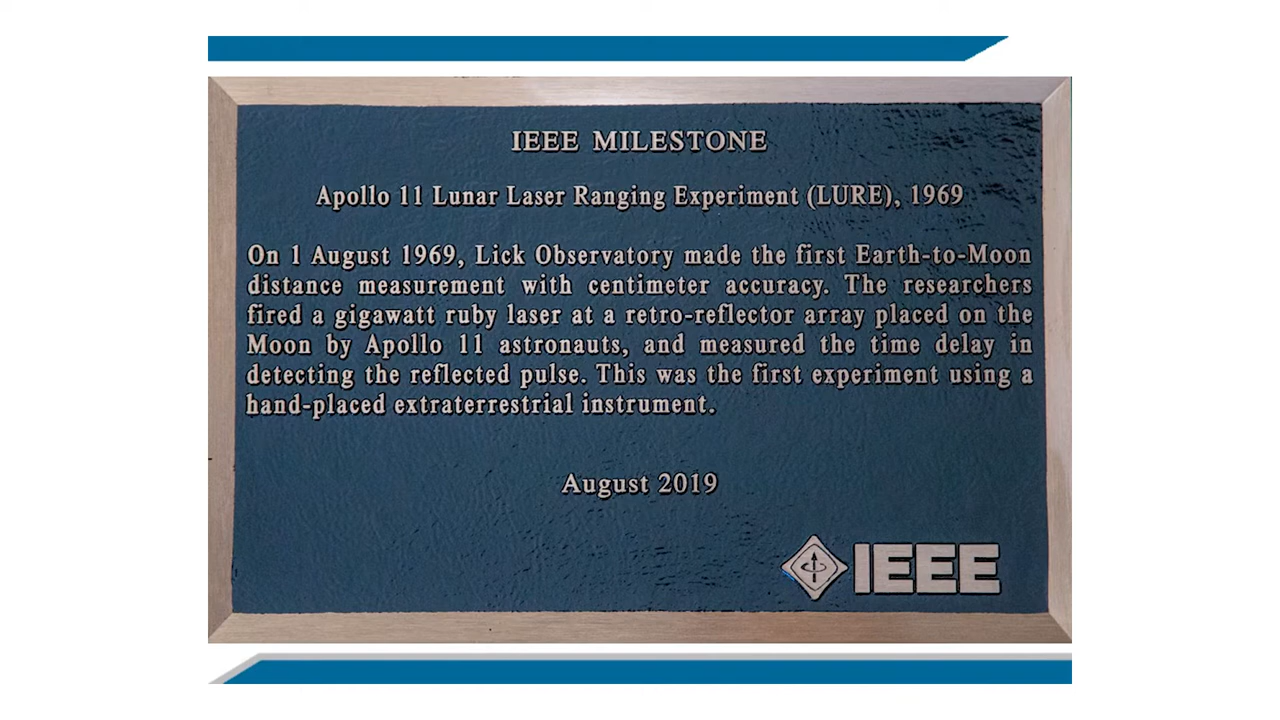 IEEE MILESTONE
Apollo 11 Lunar Laser Ranging Experiment (LURE), 1969
On 1 August 1969, Lick Observatory made the first Earth-to-Moon
distance measurement with centimeter accuracy. The researchers
fired a gigawatt ruby laser at a retro-reflector array placed on the
Moon by Apollo 11 astronauts, and measured the time delay in
detecting the reflected pulse. This was the first experiment using a
hand-placed extraterrestrial instrument.
August 2019
IEEE